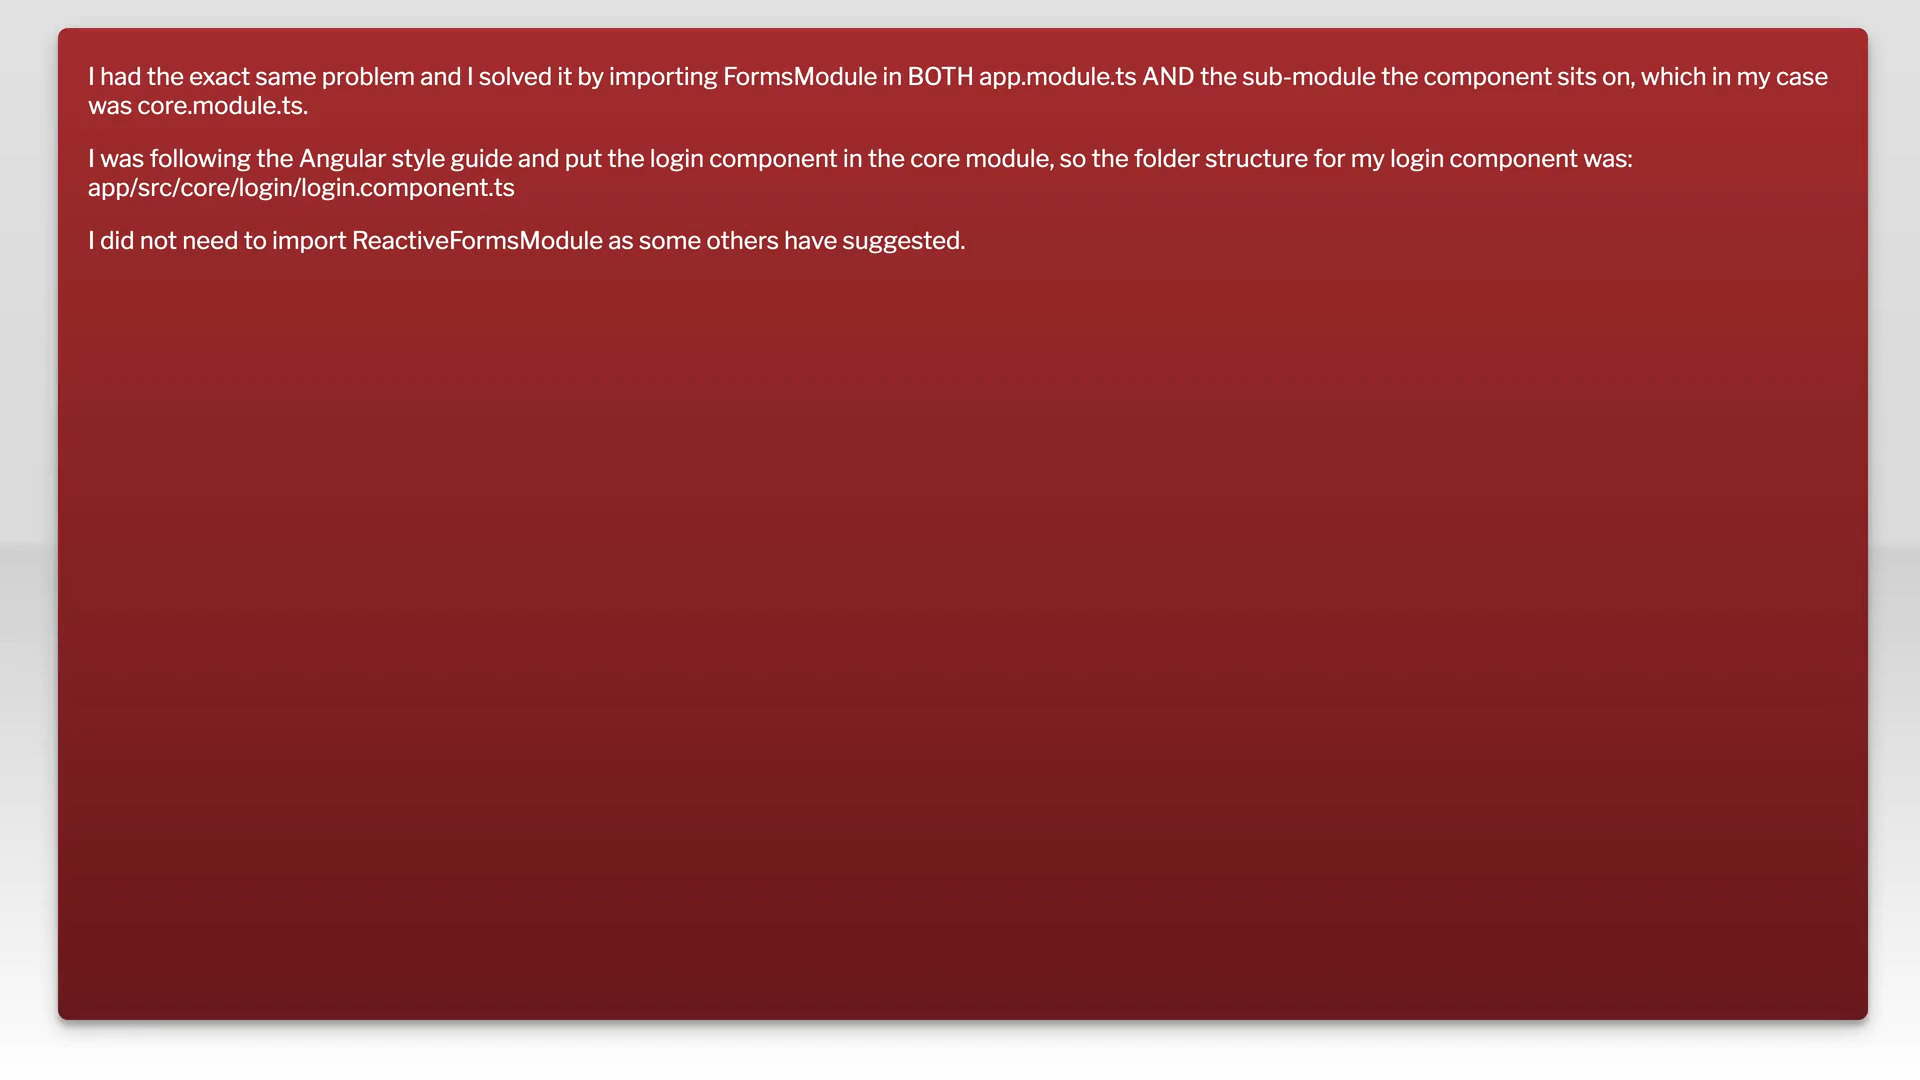 I had the exact same problem and I solved it by importing FormsModule in BOTH app.module.ts AND the sub-module the component sits on, which in my case
was core.module.ts.
I was following the Angular style guide and put the login component in the core module, so the folder structure for my login component was:
app/src/core/login/login.component.ts
I did not need to import ReactiveFormsModule as some others have suggested.